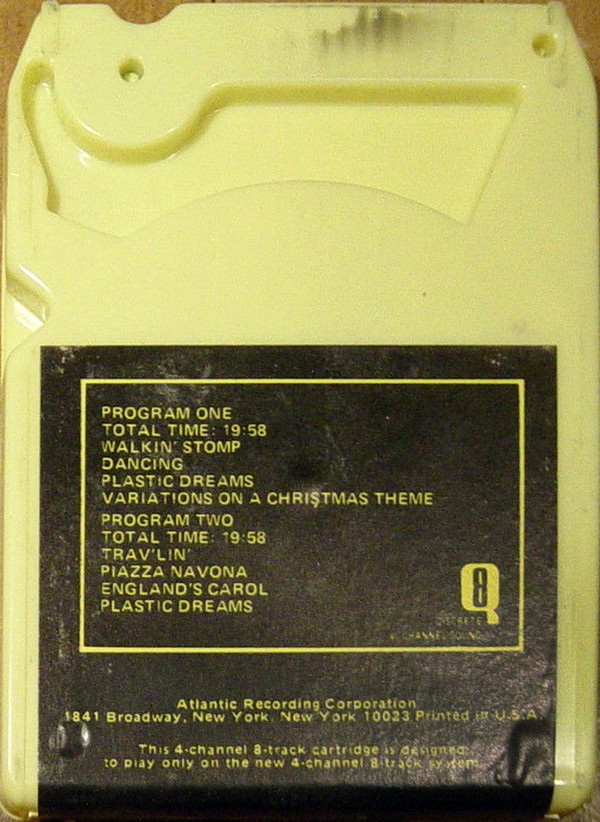 PROGRAM ONE
TOTAL TIME: 19:58
WALKIN' STOMP
DANCING
PLASTIC DREAMS
VARIATIONS ON A CHRISTMAS THEME
PROGRAM TWO
TOTAL TIME: 19:58
TRAV'LIN'
PIAZZA NAVONA
ENGLAND'S CAROL
PLASTIC DREAMS
Q8
DISCRETE
4 CHANNEL SOUND
Atlantic Recording Corporation
1841 Broadway, New York, New York 10023 Printed in U.S.A.
This 4-channel 8-track cartridge is designed
to play only on the new 4-channel 8-track system.